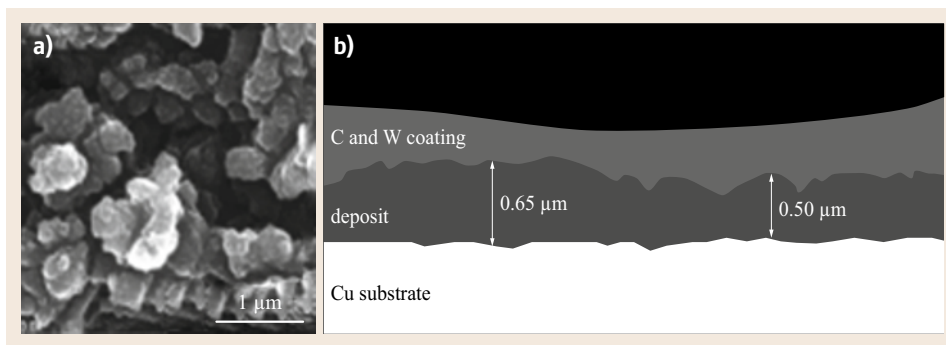 a)
1 µm
b)
C and W coating
0.65 µm
0.50 µm
deposit
Cu substrate